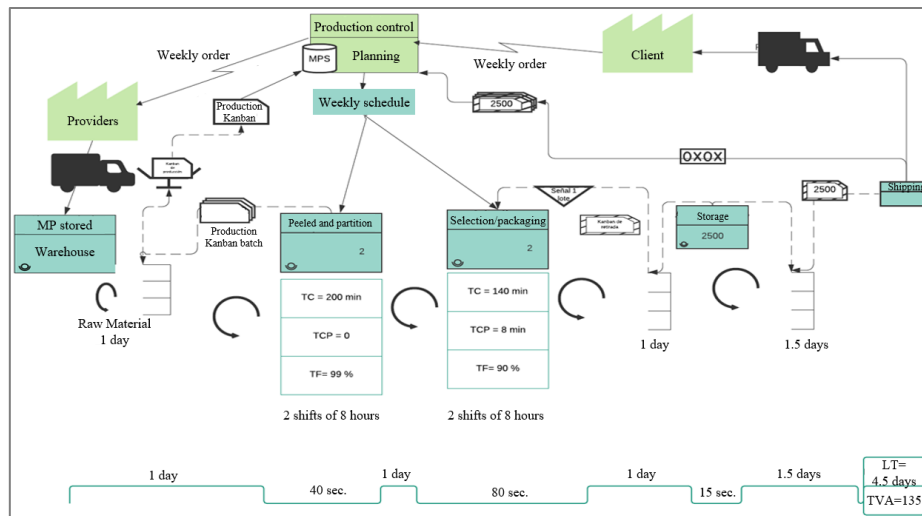 Production control
Planning
MPS
Weekly order
Weekly order
Client
Providers
Production
Kanban
Weekly schedule
2500
0X0X
Shipping
2500
Kanban
de
producción
Production
Kanban batch
MP stored
Warehouse
Peeled and partition
2
Selection/packaging
2
Señal 1
lote
Kanban de
retirada
Storage
2500
Raw Material
1 day
TC = 200 min
TCP = 0
TF= 99 %
2 shifts of 8 hours
TC = 140 min
TCP = 8 min
TF= 90 %
2 shifts of 8 hours
1 day
1.5 days
1 day
40 sec.
1 day
80 sec.
1 day
15 sec.
1.5 days
LT=
4.5 days
TVA=135